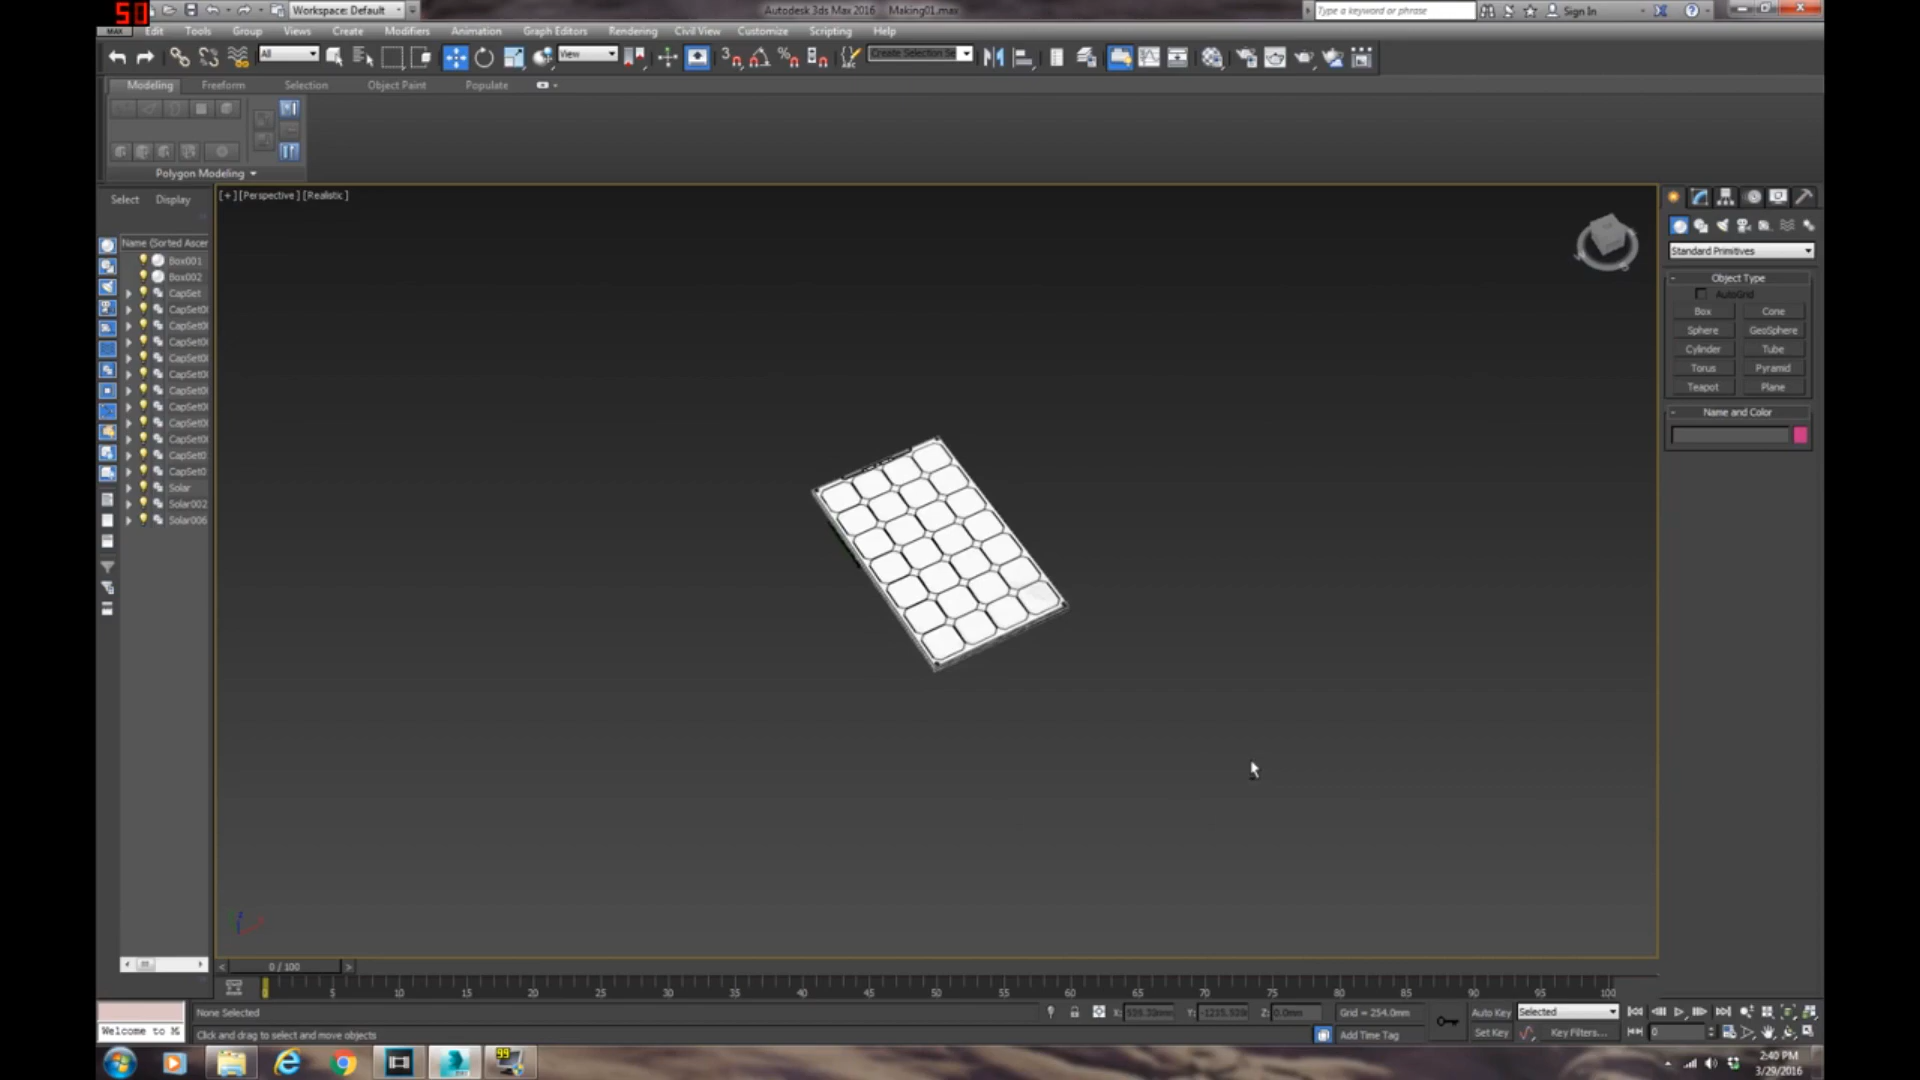 50
Workspace: Default
Autodesk 3ds Max 2016 Making01.max
Type a keyword or phrase
Sign In
MAX Edit Tools Group Views Create Modifiers Animation Graph Editors Rendering Civil View Customize Scripting Help
All
View
3
Create Selection Se
Modeling Freeform Selection Object Paint Populate
Polygon Modeling
Select Display
[+] [Perspective] [Realistic]
Name (Sorted Ascen
Box001
Box002
CapSet
CapSet0
CapSet0
CapSet0
CapSet0
CapSet0
CapSet0
CapSet0
CapSet0
CapSet0
CapSet0
CapSet0
Solar
Solar002
Solar006
Standard Primitives
Object Type
AutoGrid
Box Cone
Sphere GeoSphere
Cylinder Tube
Torus Pyramid
Teapot Plane
Name and Color
0 / 100
0 5 10 15 20 25 30 35 40 45 50 55 60 65 70 75 80 85 90 95 100
None Selected
X: Y: Z: 0.0mm
Grid = 254.0mm
Auto Key Selected
Welcome to M
Click and drag to select and move objects
Add Time Tag
Set Key Key Filters...
0
99
2:40 PM
3/29/2016